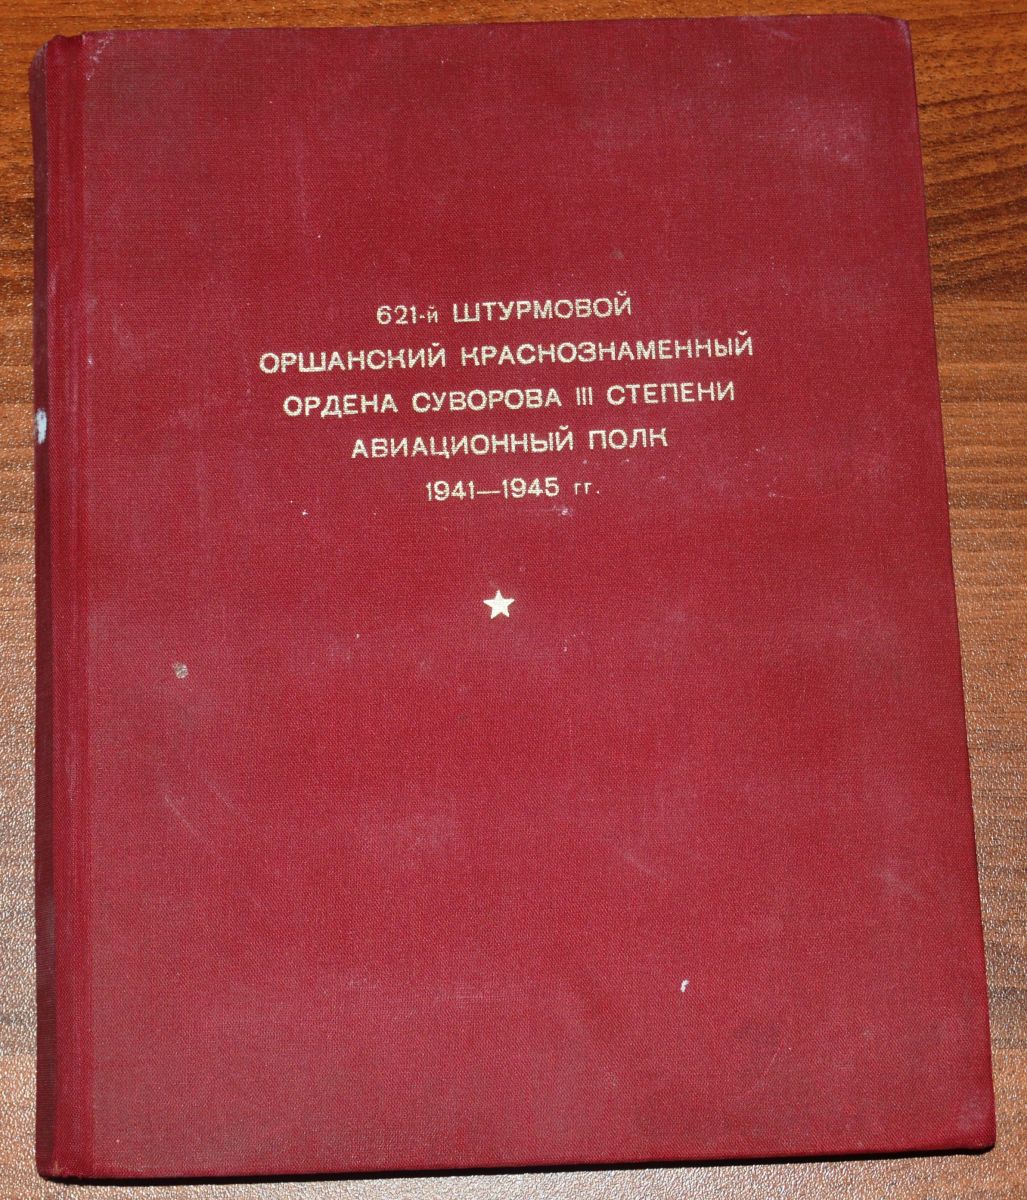 621-й ШТУРМОВОЙ
ОРШАНСКИЙ КРАСНОЗНАМЕННЫЙ
ОРДЕНА СУВОРОВА III СТЕПЕНИ
АВИАЦИОННЫЙ ПОЛК
1941—1945 гг.